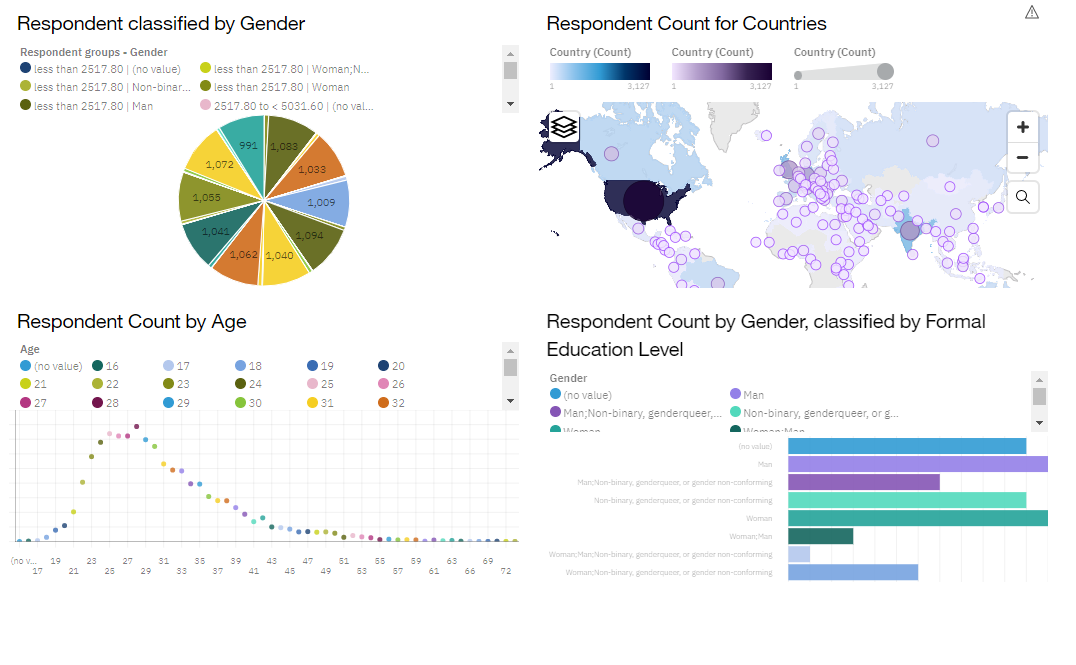 Respondent classified by Gender
Respondent groups - Gender
less than 2517.80 | (no value)
less than 2517.80 | Woman;N...
less than 2517.80 | Non-binar...
less than 2517.80 | Woman
less than 2517.80 | Man
2517.80 to < 5031.60 | (no val...
991
1,083
1,072
1,033
1,055
1,009
1,041
1,094
1,062
1,040
Respondent Count for Countries
Country (Count)
Country (Count)
Country (Count)
1
3,127
1
3,127
1
3,127
Respondent Count by Age
Age
(no value)
16
17
18
19
20
21
22
23
24
25
26
27
28
29
30
31
32
(no v...
19
23
27
31
35
39
43
47
51
55
59
63
69
17
21
25
29
33
37
41
45
49
53
57
61
66
72
Respondent Count by Gender, classified by Formal
Education Level
Gender
(no value)
Man
Man;Non-binary, genderqueer,...
Non-binary, genderqueer, or g...
Woman
Woman;Man
(no value)
Man
Man;Non-binary, genderqueer, or gender non-conforming
Non-binary, genderqueer, or gender non-conforming
Woman
Woman;Man
Woman;Man;Non-binary, genderqueer, or gender non-conforming
Woman;Non-binary, genderqueer, or gender non-conforming